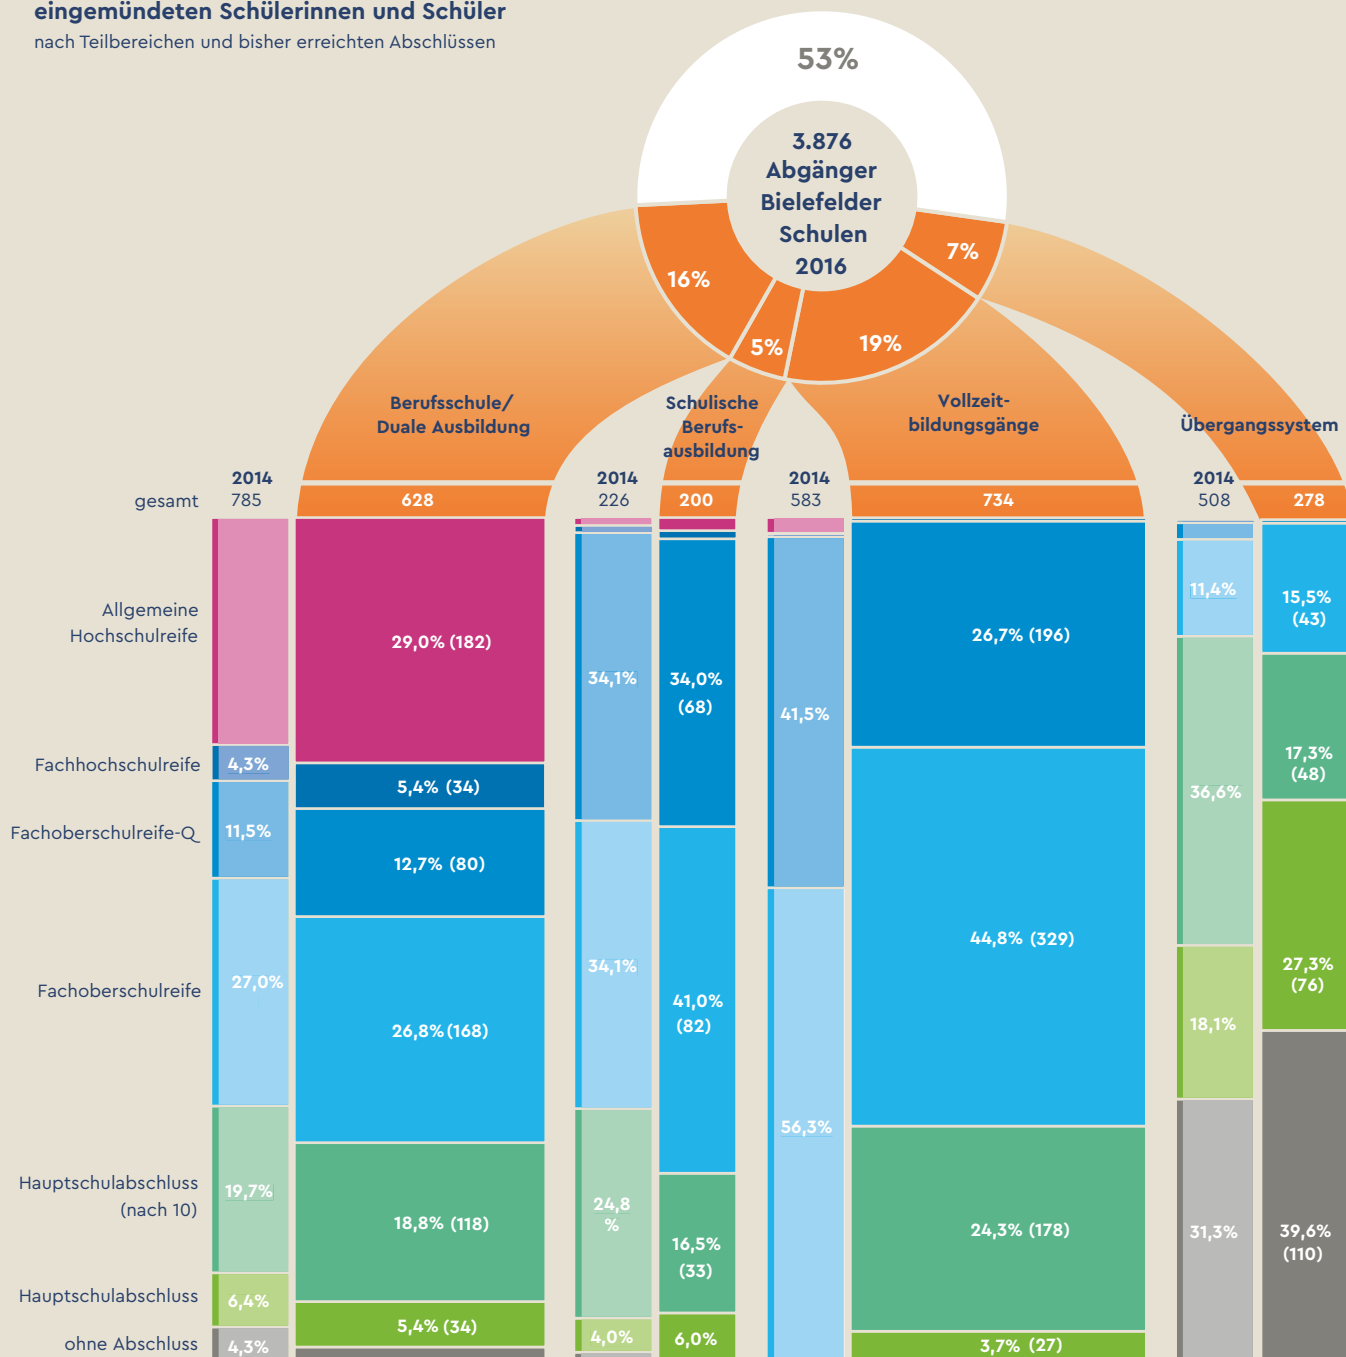 eingemündeten Schülerinnen und Schüler
nach Teilbereichen und bisher erreichten Abschlüssen
53%
3.876
Abgänger
Bielefelder
Schulen
2016
16%
5%
19%
7%
Berufsschule/
Duale Ausbildung
Schulische
Berufs-
ausbildung
Vollzeit-
bildungsgänge
Übergangssystem
2014
2014
2014
2014
gesamt
785
628
226
200
583
734
508
278
Allgemeine
Hochschulreife
29,0% (182)
Fachhochschulreife
4,3%
5,4% (34)
Fachoberschulreife-Q
11,5%
12,7% (80)
Fachoberschulreife
27,0%
26,8% (168)
Hauptschulabschluss
(nach 10)
19,7%
18,8% (118)
Hauptschulabschluss
6,4%
5,4% (34)
ohne Abschluss
4,3%
34,1%
34,1%
24,8
%
4,0%
34,0%
(68)
41,0%
(82)
16,5%
(33)
6,0%
41,5%
56,3%
26,7% (196)
44,8% (329)
24,3% (178)
3,7% (27)
11,4%
36,6%
18,1%
31,3%
15,5%
(43)
17,3%
(48)
27,3%
(76)
39,6%
(110)